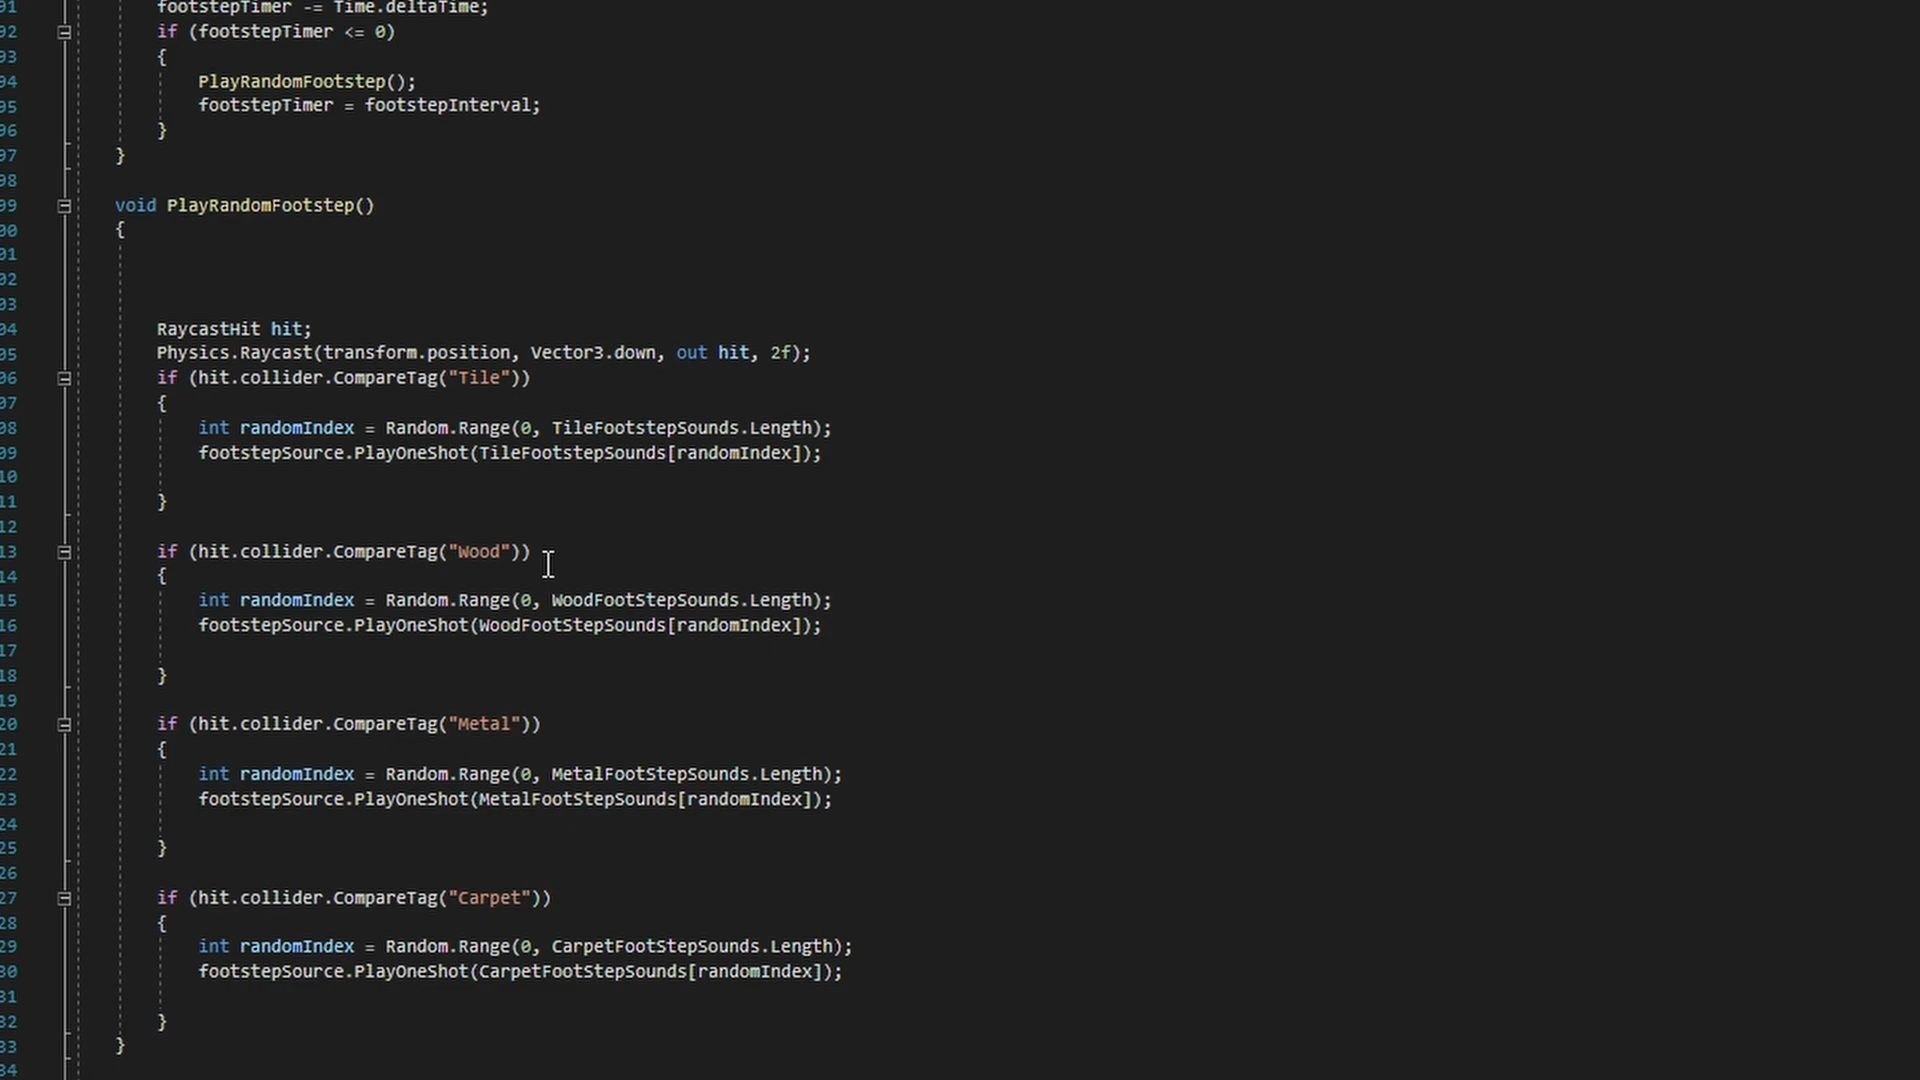 91 footstepTimer -= Time.deltaTime;
92 if (footstepTimer <= 0)
93 {
94 PlayRandomFootstep();
95 footstepTimer = footstepInterval;
96 }
97 }
98
99 void PlayRandomFootstep()
00 {
01
02
03
04 RaycastHit hit;
05 Physics.Raycast(transform.position, Vector3.down, out hit, 2f);
06 if (hit.collider.CompareTag("Tile"))
07 {
08 int randomIndex = Random.Range(0, TileFootstepSounds.Length);
09 footstepSource.PlayOneShot(TileFootstepSounds[randomIndex]);
10
11 }
12
13 if (hit.collider.CompareTag("Wood"))
14 {
15 int randomIndex = Random.Range(0, WoodFootStepSounds.Length);
16 footstepSource.PlayOneShot(WoodFootStepSounds[randomIndex]);
17
18 }
19
20 if (hit.collider.CompareTag("Metal"))
21 {
22 int randomIndex = Random.Range(0, MetalFootStepSounds.Length);
23 footstepSource.PlayOneShot(MetalFootStepSounds[randomIndex]);
24
25 }
26
27 if (hit.collider.CompareTag("Carpet"))
28 {
29 int randomIndex = Random.Range(0, CarpetFootStepSounds.Length);
30 footstepSource.PlayOneShot(CarpetFootStepSounds[randomIndex]);
31
32 }
33 }
34